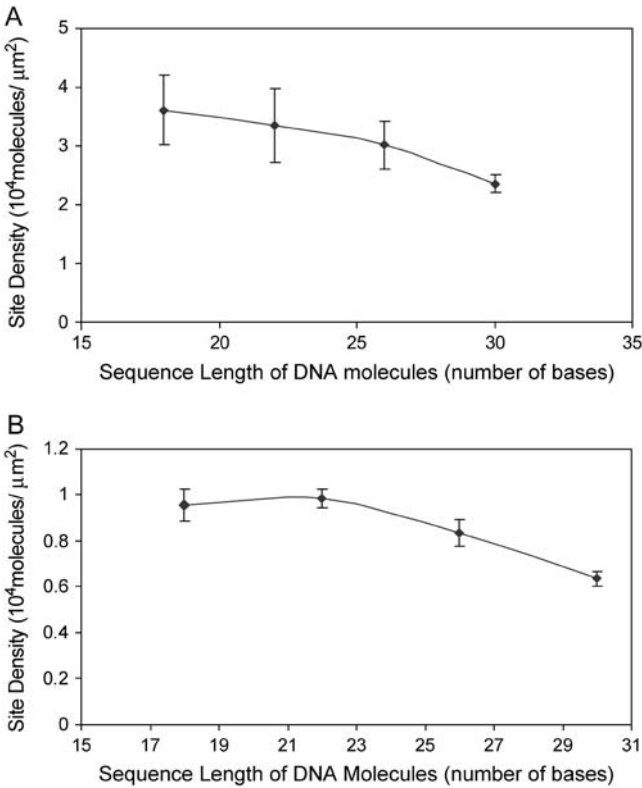 A
5
4
3
2
1
0
Site Density (10⁴molecules/ μm²)
15 20 25 30 35
Sequence Length of DNA molecules (number of bases)
B
1.2
1
0.8
0.6
0.4
0.2
0
Site Density (10⁴molecules/ μm²)
15 17 19 21 23 25 27 29 31
Sequence Length of DNA Molecules (number of bases)